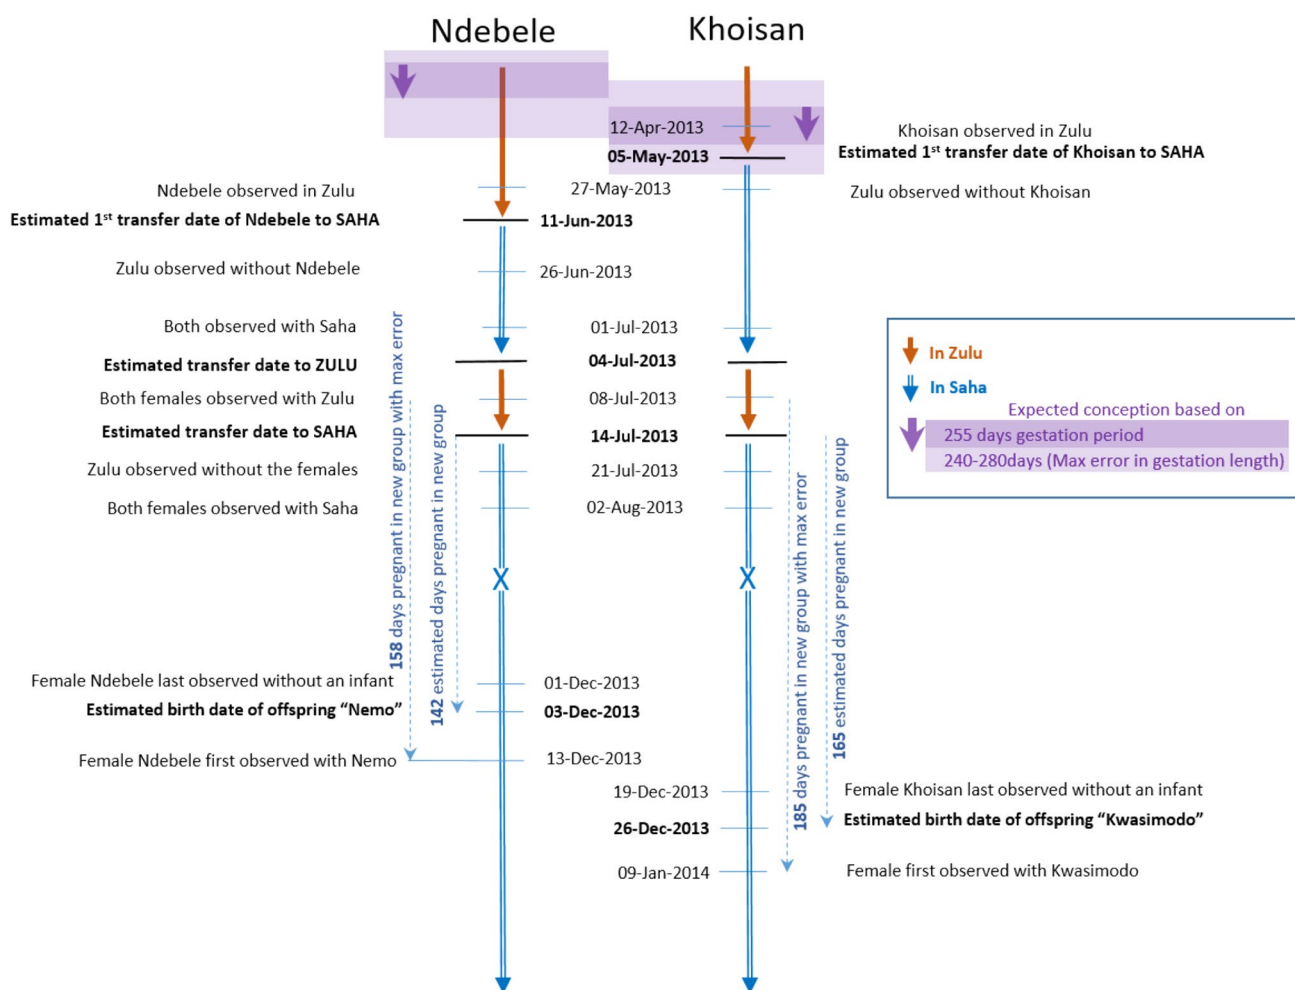 Ndebele
Khoisan
12-Apr-2013
Khoisan observed in Zulu
05-May-2013
Estimated 1st transfer date of Khoisan to SAHA
Ndebele observed in Zulu
27-May-2013
Zulu observed without Khoisan
Estimated 1st transfer date of Ndebele to SAHA
11-Jun-2013
Zulu observed without Ndebele
26-Jun-2013
Both observed with Saha
01-Jul-2013
Estimated transfer date to ZULU
04-Jul-2013
Both females observed with Zulu
08-Jul-2013
Estimated transfer date to SAHA
14-Jul-2013
Zulu observed without the females
21-Jul-2013
Both females observed with Saha
02-Aug-2013
X
X
158 days pregnant in new group with max error
142 estimated days pregnant in new group
185 days pregnant in new group with max error
165 estimated days pregnant in new group
Female Ndebele last observed without an infant
01-Dec-2013
Estimated birth date of offspring “Nemo”
03-Dec-2013
Female Ndebele first observed with Nemo
13-Dec-2013
19-Dec-2013
Female Khoisan last observed without an infant
26-Dec-2013
Estimated birth date of offspring “Kwasimodo”
09-Jan-2014
Female first observed with Kwasimodo
In Zulu
In Saha
Expected conception based on
255 days gestation period
240-280days (Max error in gestation length)